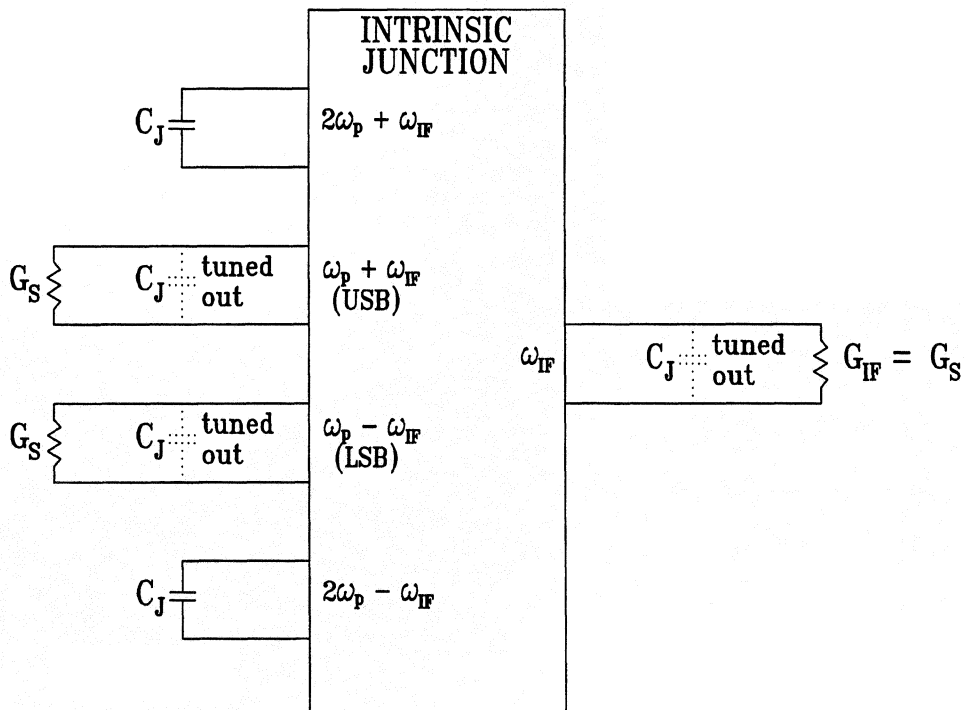 INTRINSIC
JUNCTION
C_J
2ω_p + ω_IF
G_S
C_J
tuned
out
ω_p + ω_IF
(USB)
ω_IF
C_J
tuned
out
G_IF = G_S
G_S
C_J
tuned
out
ω_p − ω_IF
(LSB)
C_J
2ω_p − ω_IF